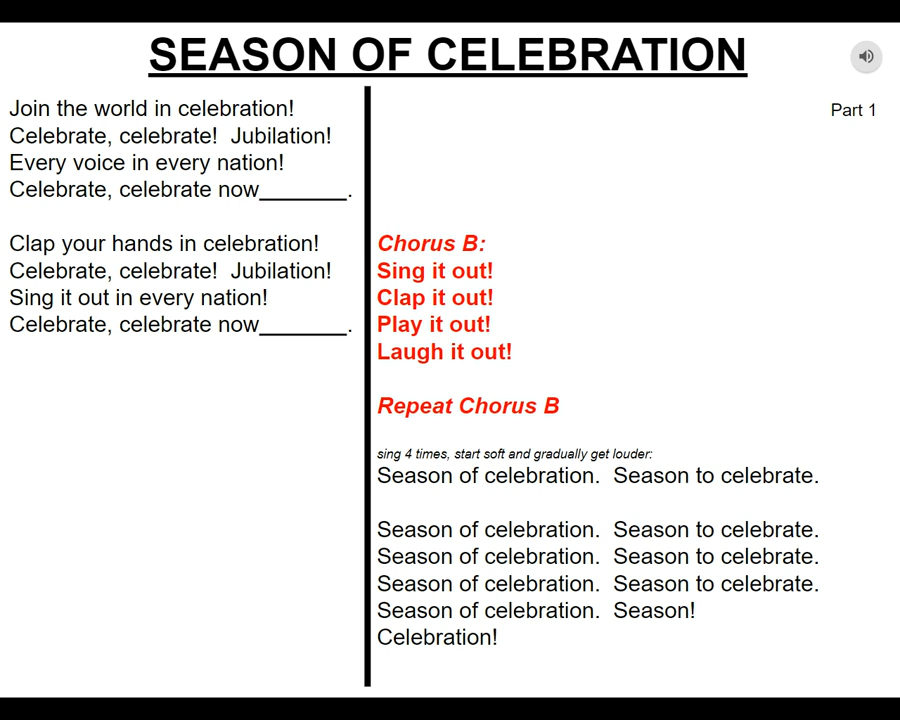 SEASON OF CELEBRATION
Join the world in celebration!
Celebrate, celebrate!  Jubilation!
Every voice in every nation!
Celebrate, celebrate now_______.
Clap your hands in celebration!
Celebrate, celebrate!  Jubilation!
Sing it out in every nation!
Celebrate, celebrate now_______.
Part 1
Chorus B:
Sing it out!
Clap it out!
Play it out!
Laugh it out!
Repeat Chorus B
sing 4 times, start soft and gradually get louder:
Season of celebration.  Season to celebrate.
Season of celebration.  Season to celebrate.
Season of celebration.  Season to celebrate.
Season of celebration.  Season to celebrate.
Season of celebration.  Season!
Celebration!